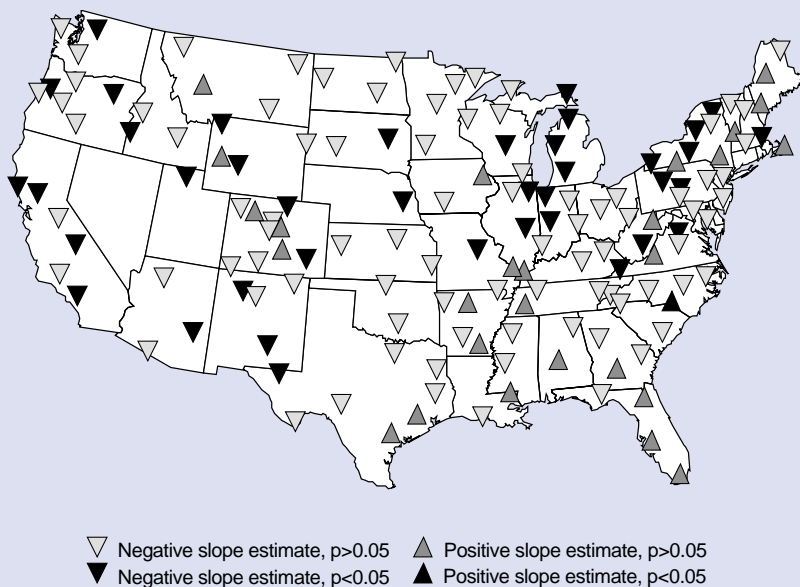 Negative slope estimate, p>0.05 Positive slope estimate, p>0.05
Negative slope estimate, p<0.05 Positive slope estimate, p<0.05